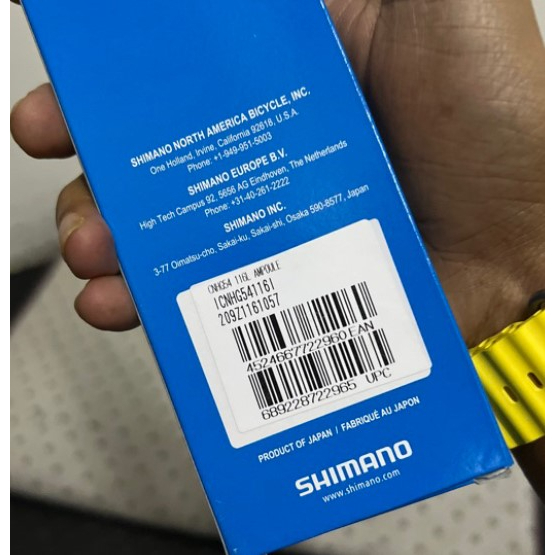 SHIMANO NORTH AMERICA BICYCLE, INC.
One Holland, Irvine, California 92618, U.S.A.
Phone: +1-949-951-5003
SHIMANO EUROPE B.V.
High Tech Campus 92, 5656 AG Eindhoven, The Netherlands
Phone: +31-40-261-2222
SHIMANO INC.
3-77 Oimatsu-cho, Sakai-ku, Sakai-shi, Osaka 590-8577, Japan
CNHG54 116L AMPOULE
ICNHG54116I
209Z1161057
4524667722960 EAN
689228722965 UPC
PRODUCT OF JAPAN / FABRIQUÉ AU JAPON
SHIMANO
www.shimano.com